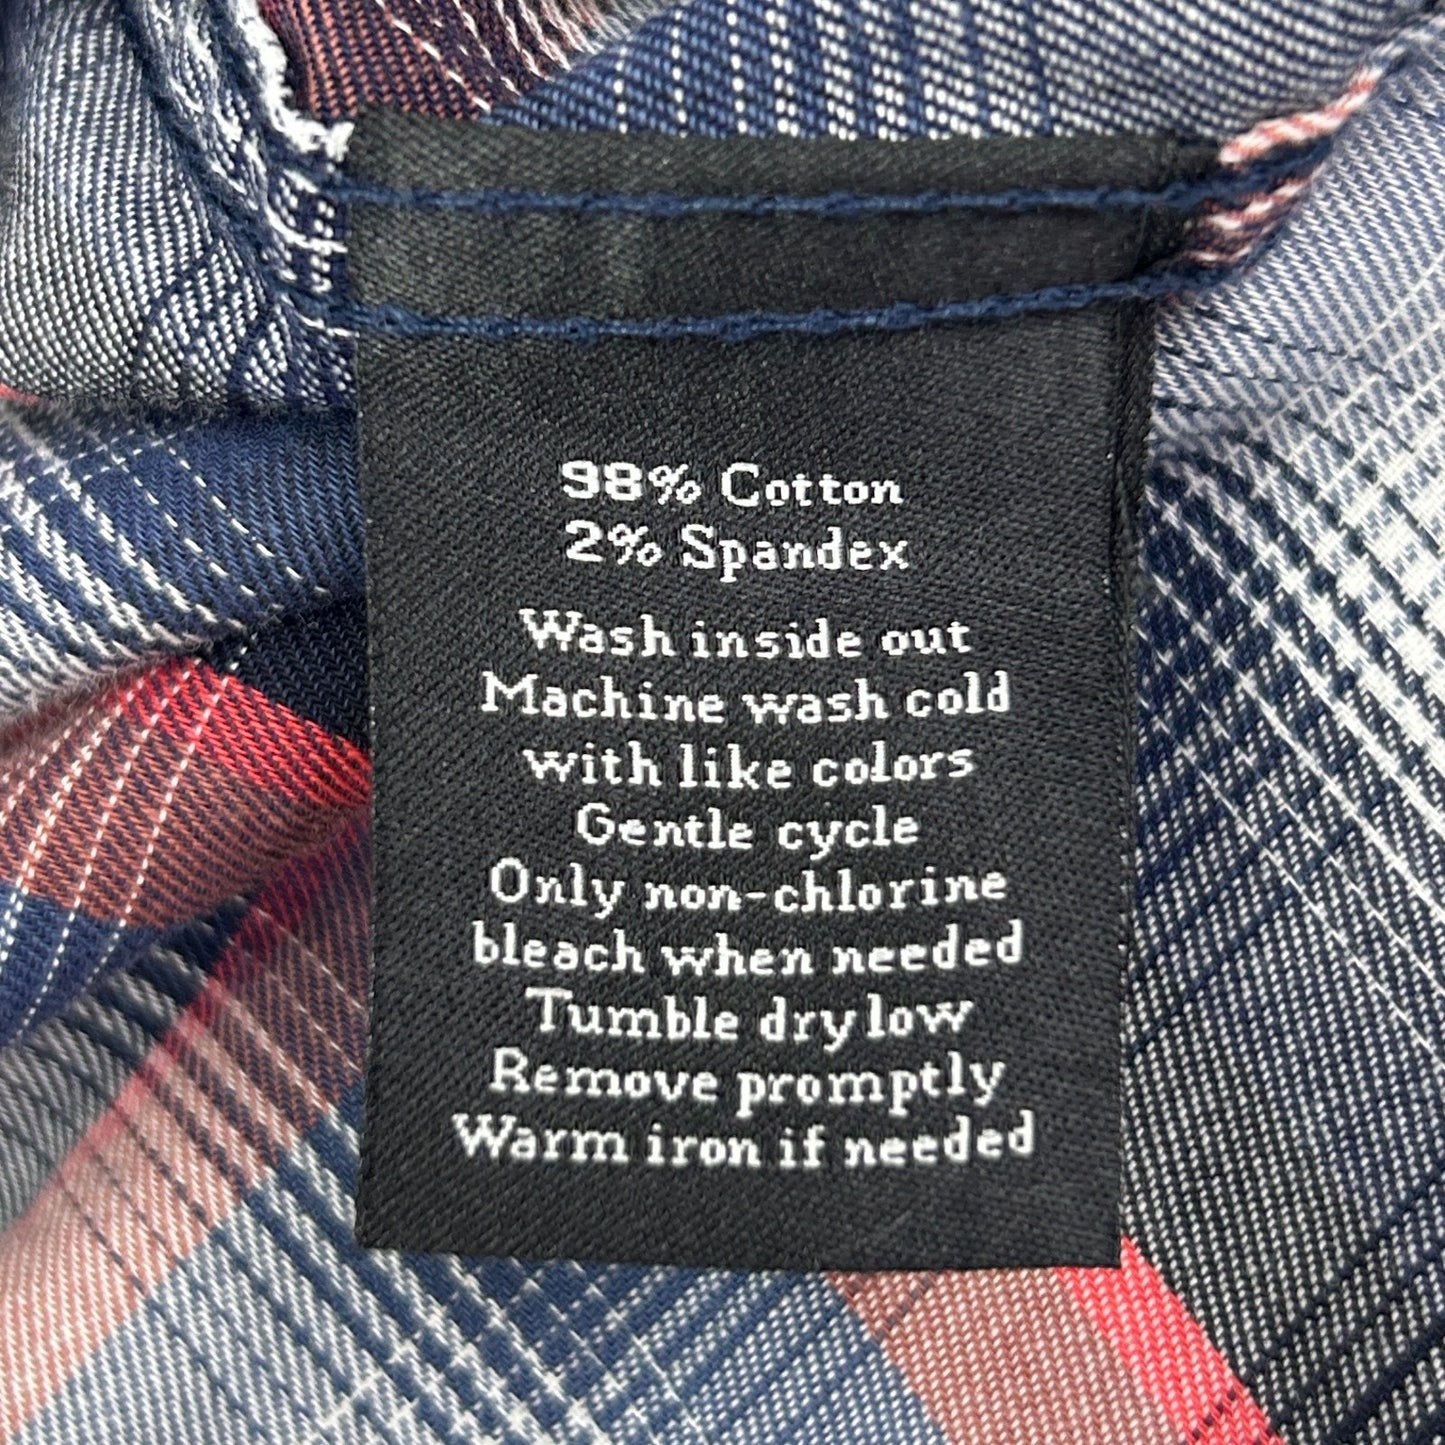 98% Cotton
2% Spandex
Wash inside out
Machine wash cold
with like colors
Gentle cycle
Only non-chlorine
bleach when needed
Tumble dry low
Remove promptly
Warm iron if needed